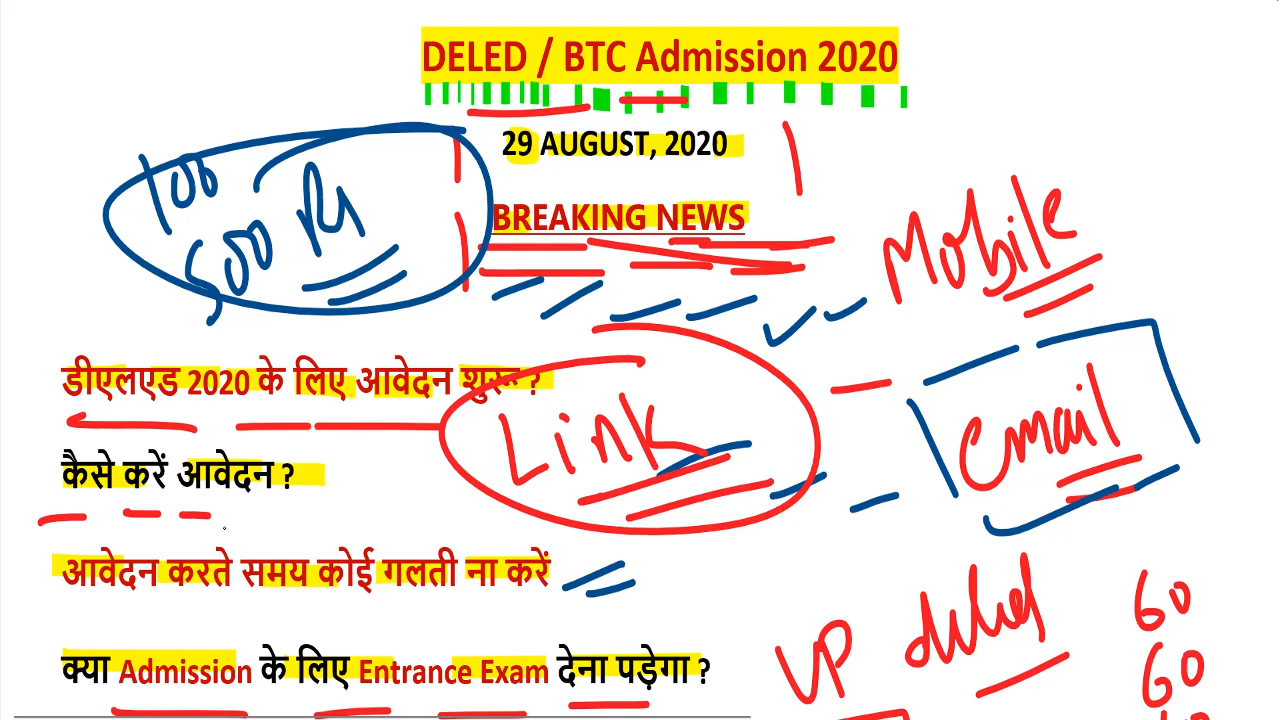 DELED / BTC Admission 2020
29 AUGUST, 2020
BREAKING NEWS
100
500 Rs
Mobile
डीएलएड 2020 के लिए आवेदन शुरू ?
Link
Email
कैसे करें आवेदन ?
आवेदन करते समय कोई गलती ना करें
UP deled
60
60
क्या Admission के लिए Entrance Exam देना पड़ेगा ?